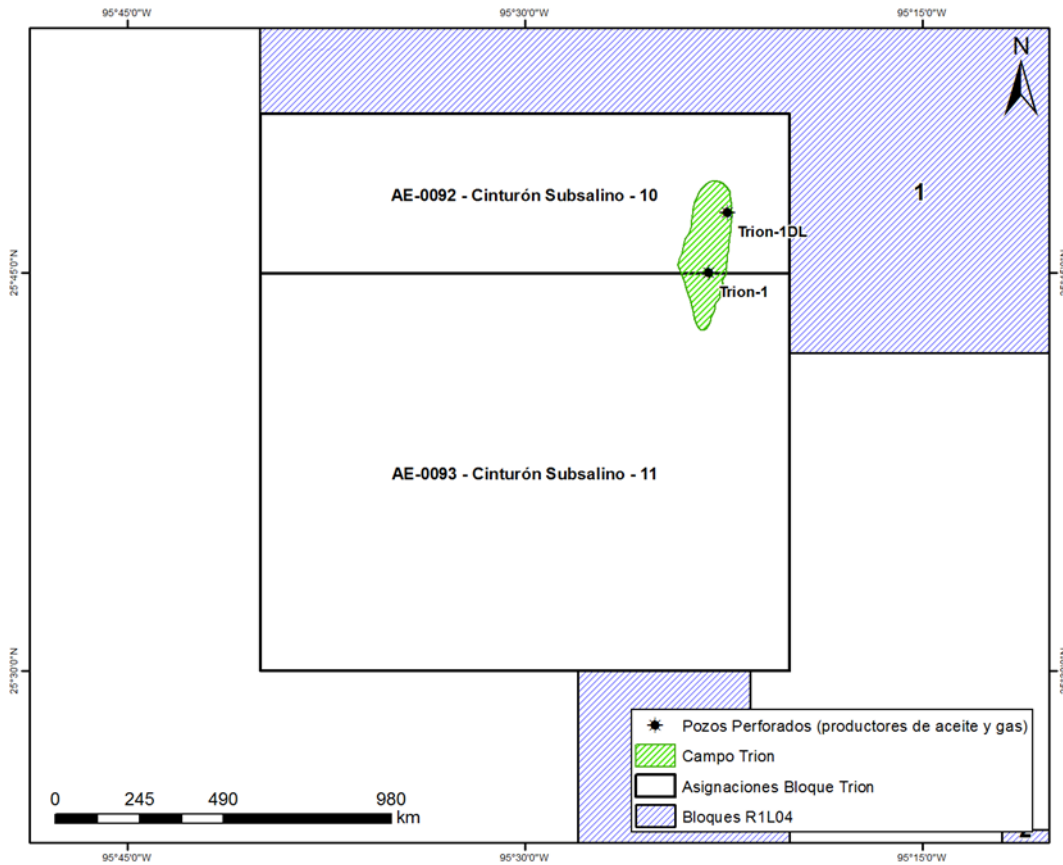 95°45'0"W 95°30'0"W 95°15'0"W
N
AE-0092 - Cinturón Subsalino - 10
1
Trion-1DL
25°45'0"N
Trion-1
AE-0093 - Cinturón Subsalino - 11
25°30'0"N
Pozos Perforados (productores de aceite y gas)
Campo Trion
Asignaciones Bloque Trion
Bloques R1L04
0 245 490 980
km
95°45'0"W 95°30'0"W 95°15'0"W